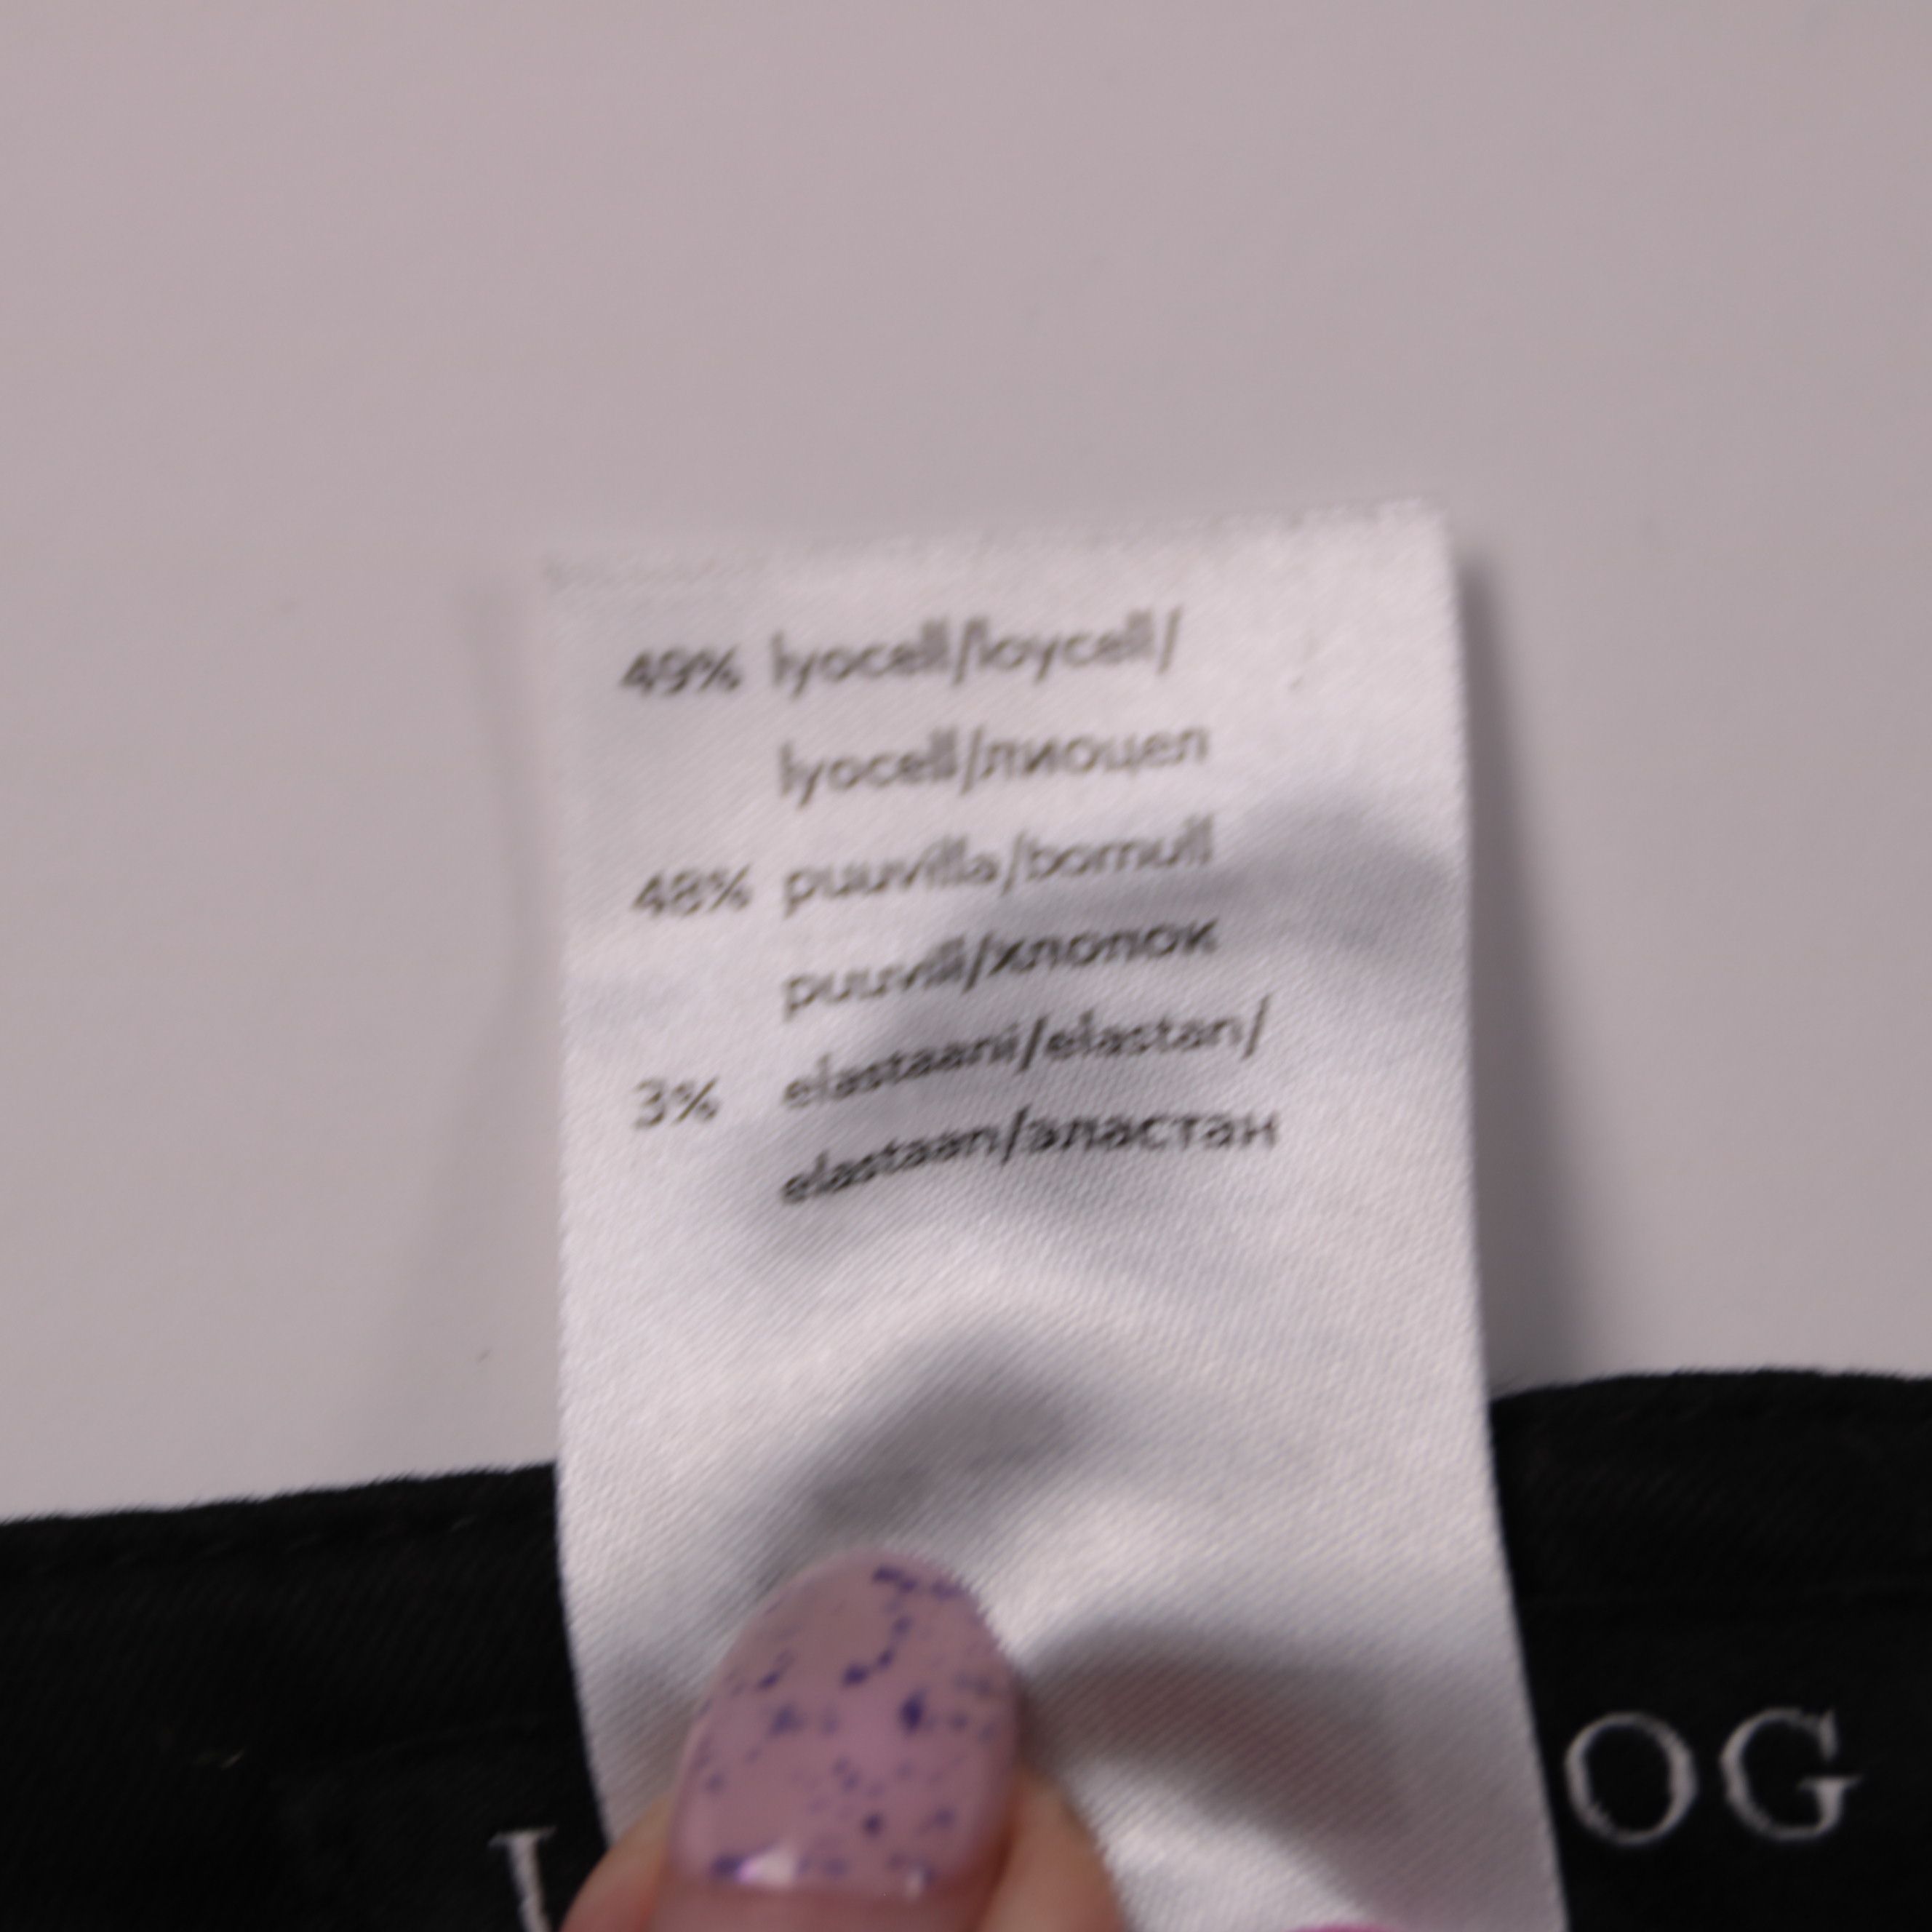 49% lyocell/loycell/
lyocell/лиоцел
48% puuvilla/bomull
puuvill/хлопок
3% elastaani/elastan/
elastaan/эластан
OG